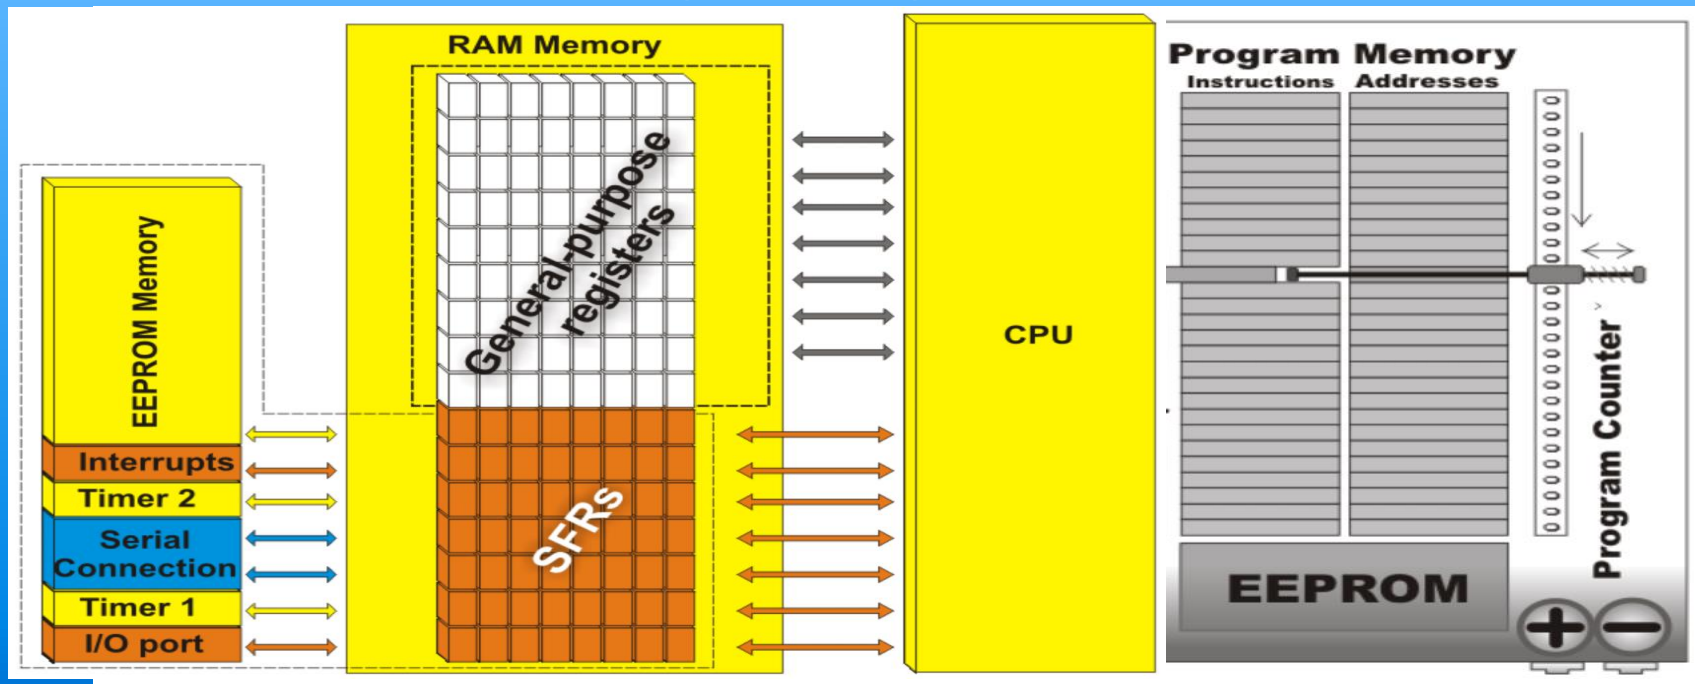 RAM Memory
General-purpose
registers
SFRs
EEPROM Memory
Interrupts
Timer 2
Serial
Connection
Timer 1
I/O port
CPU
Program Memory
Instructions Addresses
Program Counter
EEPROM
+ −